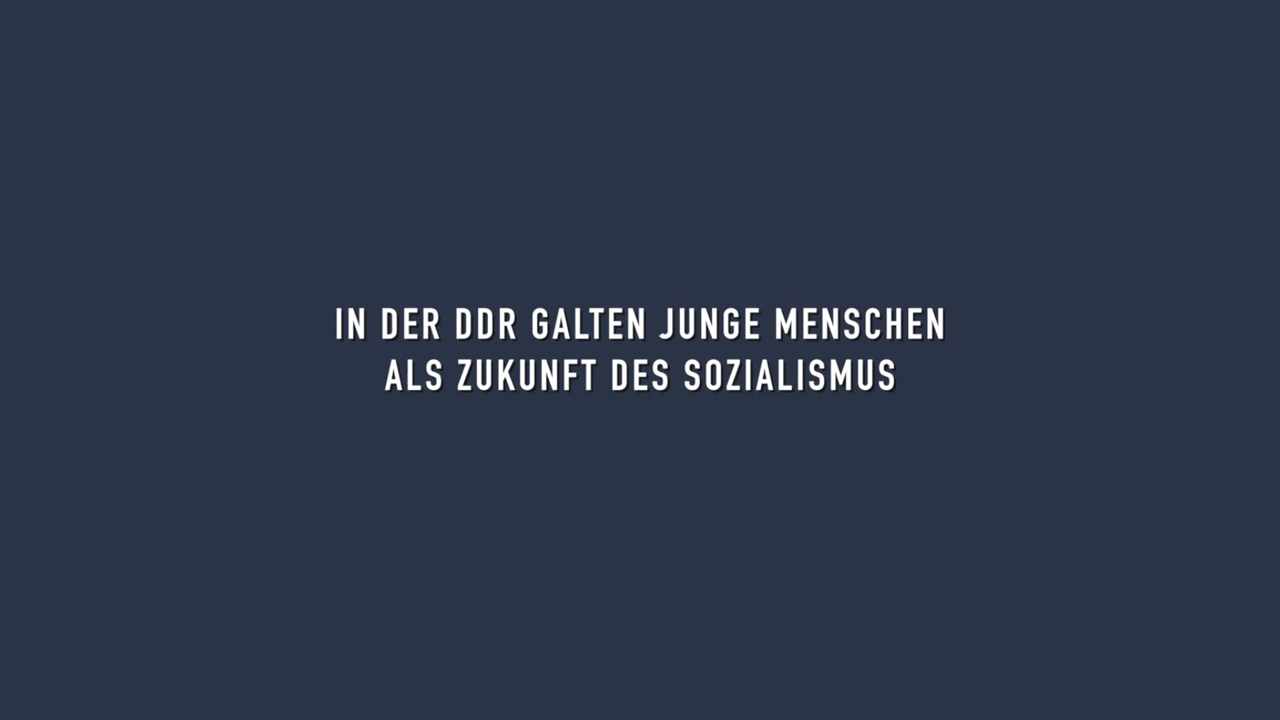 IN DER DDR GALTEN JUNGE MENSCHEN
ALS ZUKUNFT DES SOZIALISMUS